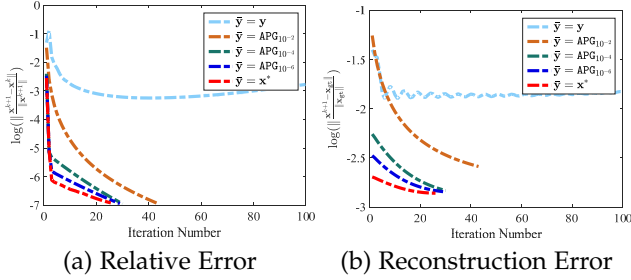 0
-1
-2
-3
-4
-5
-6
-7
0
20
40
60
80
100
Iteration Number
log(‖x^{k+1}−x^k‖/‖x^{k+1}‖)
ȳ = y
ȳ = APG_{10^{-2}}
ȳ = APG_{10^{-4}}
ȳ = APG_{10^{-6}}
ȳ = x*
(a) Relative Error
-1
-1.5
-2
-2.5
-3
0
20
40
60
80
100
Iteration Number
log(‖x^{k+1}−x_{gt}‖/‖x_{gt}‖)
ȳ = y
ȳ = APG_{10^{-2}}
ȳ = APG_{10^{-4}}
ȳ = APG_{10^{-6}}
ȳ = x*
(b) Reconstruction Error